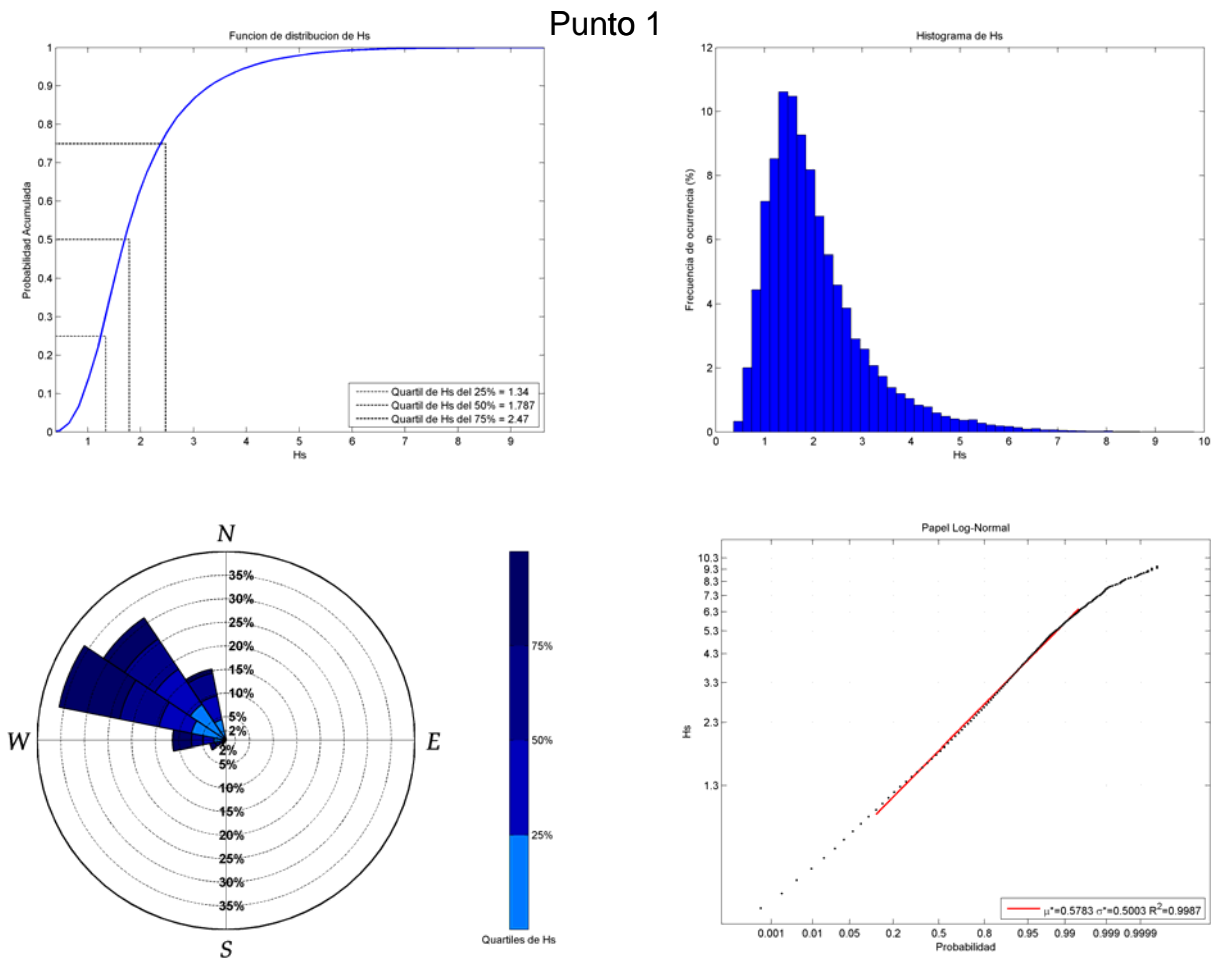 Punto 1
Funcion de distribucion de Hs
1
0.9
0.8
0.7
0.6
0.5
0.4
0.3
0.2
0.1
0
Probabilidad Acumulada
Quartil de Hs del 25% = 1.34
Quartil de Hs del 50% = 1.787
Quartil de Hs del 75% = 2.47
1 2 3 4 5 6 7 8 9
Hs
Histograma de Hs
12
10
8
6
4
2
0
Frecuencia de ocurrencia (%)
0 1 2 3 4 5 6 7 8 9 10
Hs
N
35%
30%
25%
20%
15%
10%
5%
2%
W
E
2%
5%
10%
15%
20%
25%
30%
35%
S
75%
50%
25%
Quartiles de Hs
Papel Log-Normal
10.3
9.3
8.3
7.3
6.3
5.3
4.3
3.3
2.3
1.3
Hs
μ*=0.5783 σ*=0.5003 R²=0.9987
0.001 0.01 0.05 0.2 0.5 0.8 0.95 0.99 0.999 0.9999
Probabilidad